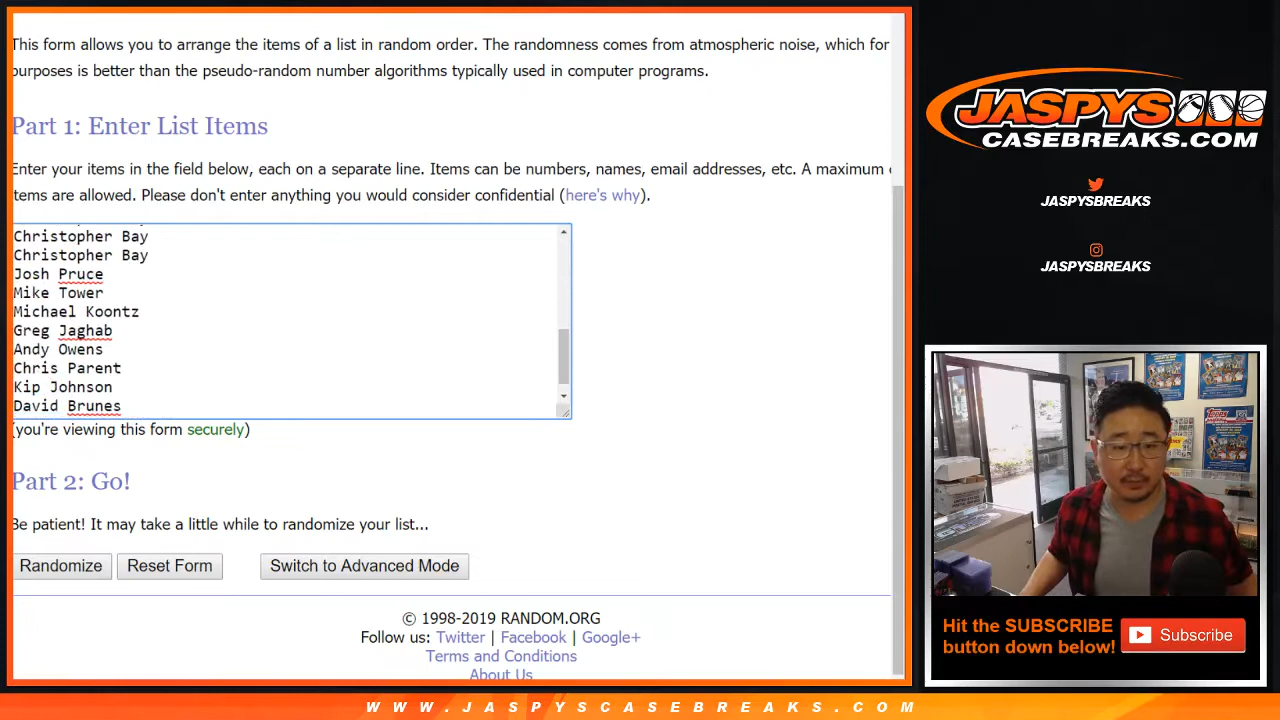 This form allows you to arrange the items of a list in random order. The randomness comes from atmospheric noise, which for
purposes is better than the pseudo-random number algorithms typically used in computer programs.
Part 1: Enter List Items
Enter your items in the field below, each on a separate line. Items can be numbers, names, email addresses, etc. A maximum
items are allowed. Please don't enter anything you would consider confidential (here's why).
Christopher Bay
Christopher Bay
Josh Pruce
Mike Tower
Michael Koontz
Greg Jaghab
Andy Owens
Chris Parent
Kip Johnson
David Brunes
(you're viewing this form securely)
Part 2: Go!
Be patient! It may take a little while to randomize your list...
Randomize Reset Form Switch to Advanced Mode
© 1998-2019 RANDOM.ORG
Follow us: Twitter | Facebook | Google+
Terms and Conditions
About Us
JASPYS
CASEBREAKS.COM
JASPYSBREAKS
JASPYSBREAKS
Topps
Hit the SUBSCRIBE
button down below!
Subscribe
WWW.JASPYSCASEBREAKS.COM